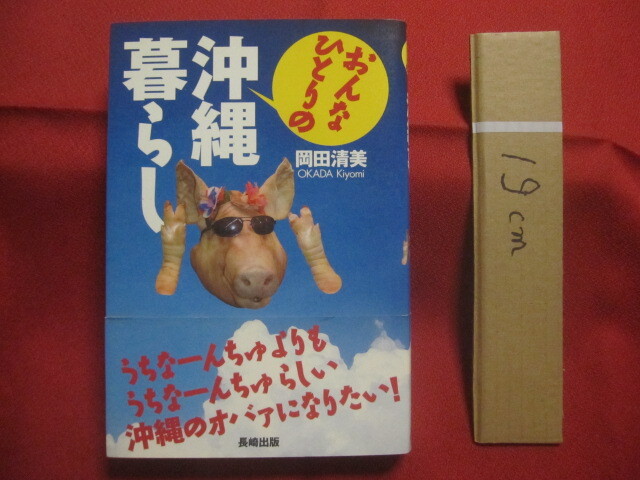 おんな
ひとりの
沖縄
暮らし
岡田清美
OKADA Kiyomi
うちなーんちゅよりも
うちなーんちゅらしい
沖縄のオバァになりたい!
長崎出版
19cm